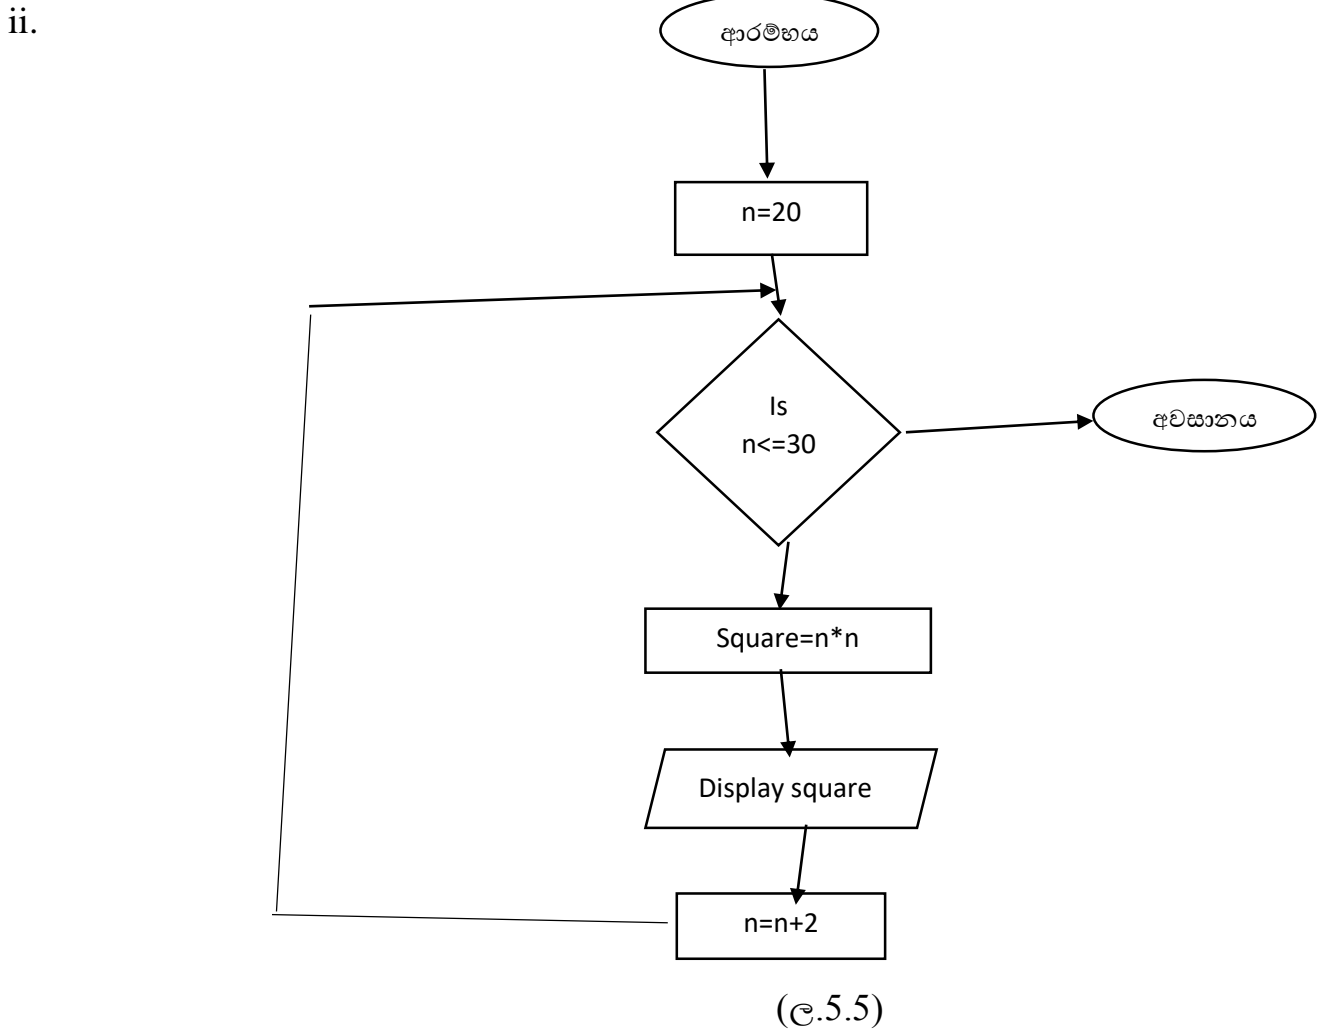 ii.
ආරම්භය
n=20
Is
n<=30
අවසානය
Square=n*n
Display square
n=n+2
(ල.5.5)